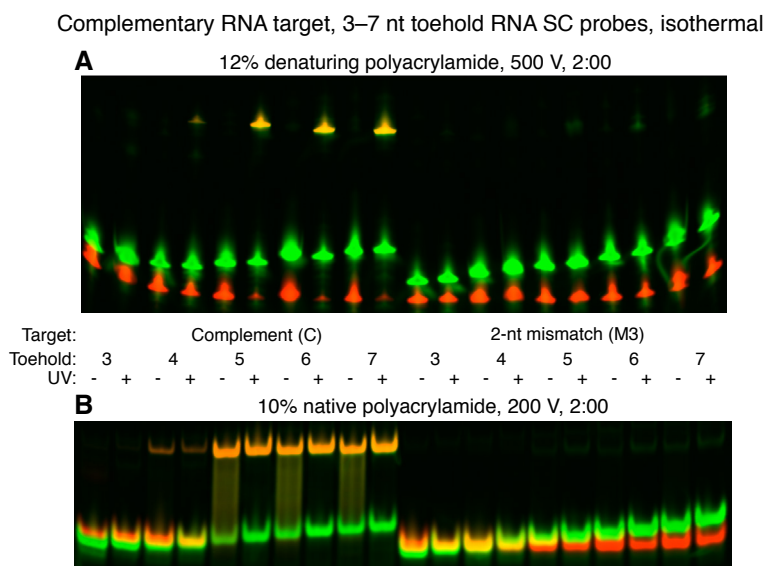 Complementary RNA target, 3–7 nt toehold RNA SC probes, isothermal
A 12% denaturing polyacrylamide, 500 V, 2:00
Target: Complement (C) 2-nt mismatch (M3)
Toehold: 3 4 5 6 7 3 4 5 6 7
UV: - + - + - + - + - + - + - + - + - + - +
B 10% native polyacrylamide, 200 V, 2:00